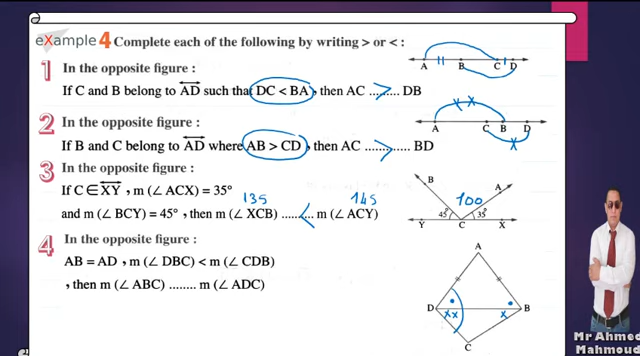 eXample 4 Complete each of the following by writing > or < :
1 In the opposite figure :
If C and B belong to AD such that DC < BA , then AC ......... DB
>
A B C D
2 In the opposite figure :
If B and C belong to AD where AB > CD , then AC ............ BD
>
A C B D
3 In the opposite figure :
If C ∈ XY , m (∠ ACX) = 35°
135 145
and m (∠ BCY) = 45° , then m (∠ XCB) ......... m (∠ ACY)
<
B A
100
45° 35°
Y C X
4 In the opposite figure :
AB = AD , m (∠ DBC) < m (∠ CDB)
, then m (∠ ABC) ........ m (∠ ADC)
A
D B
xx x
C
Mr Ahmed
Mahmoud